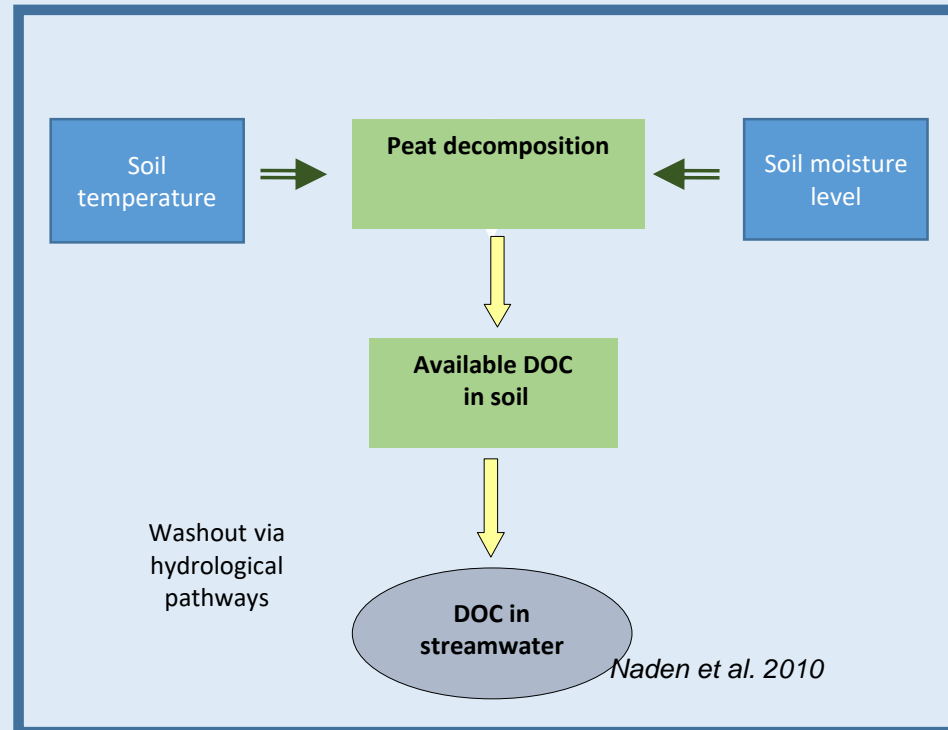 Peat decomposition
Soil
temperature
Soil moisture
level
Available DOC
in soil
Washout via
hydrological
pathways
DOC in
streamwater
Naden et al. 2010